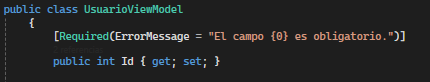 public class UsuarioViewModel
{
[Required(ErrorMessage = "El campo {0} es obligatorio.")]
public int Id { get; set; }